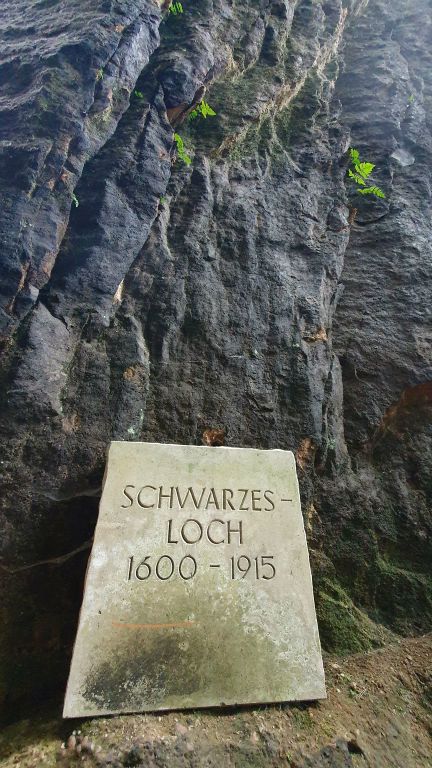 SCHWARZES-
LOCH
1600 - 1915